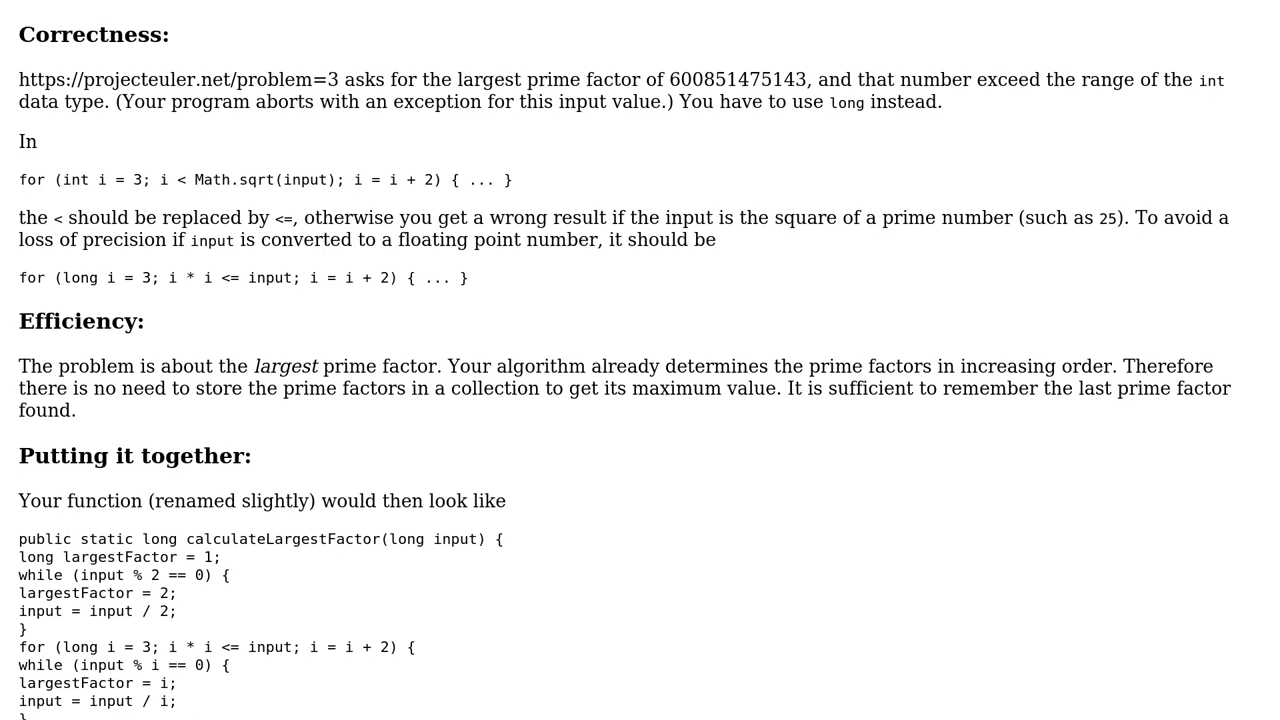 Correctness:
https://projecteuler.net/problem=3 asks for the largest prime factor of 600851475143, and that number exceed the range of the int
data type. (Your program aborts with an exception for this input value.) You have to use long instead.
In
for (int i = 3; i < Math.sqrt(input); i = i + 2) { ... }
the < should be replaced by <=, otherwise you get a wrong result if the input is the square of a prime number (such as 25). To avoid a
loss of precision if input is converted to a floating point number, it should be
for (long i = 3; i * i <= input; i = i + 2) { ... }
Efficiency:
The problem is about the largest prime factor. Your algorithm already determines the prime factors in increasing order. Therefore
there is no need to store the prime factors in a collection to get its maximum value. It is sufficient to remember the last prime factor
found.
Putting it together:
Your function (renamed slightly) would then look like
public static long calculateLargestFactor(long input) {
long largestFactor = 1;
while (input % 2 == 0) {
largestFactor = 2;
input = input / 2;
}
for (long i = 3; i * i <= input; i = i + 2) {
while (input % i == 0) {
largestFactor = i;
input = input / i;
}